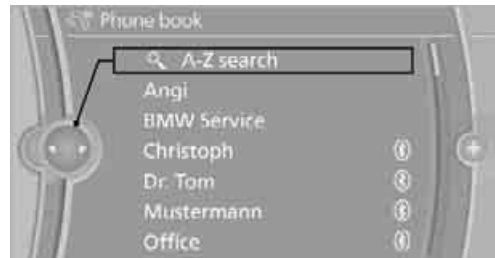 Phone book
A-Z search
Angi
BMW Service
Christoph
Dr. Tom
Mustermann
Office